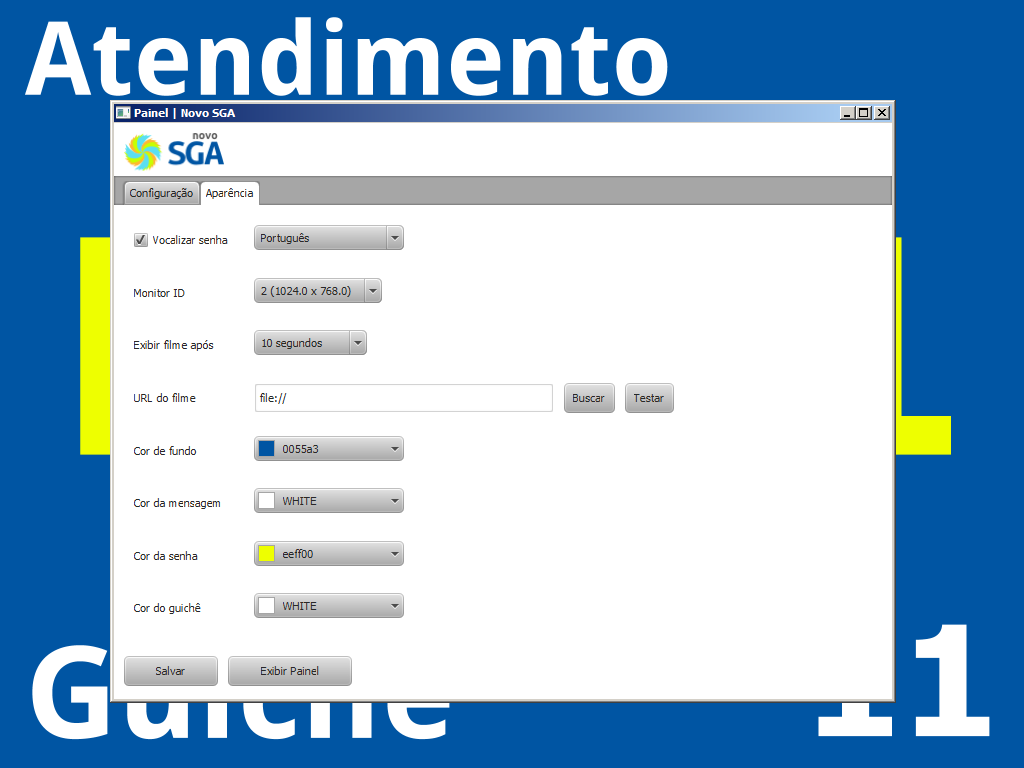 Atendimento
Painel | Novo SGA
novo
SGA
Configuração Aparência
Vocalizar senha Português
Monitor ID 2 (1024.0 x 768.0)
Exibir filme após 10 segundos
URL do filme file:// Buscar Testar
Cor de fundo 0055a3
Cor da mensagem WHITE
Cor da senha eeff00
Cor do guichê WHITE
Salvar Exibir Painel
Guichê 11